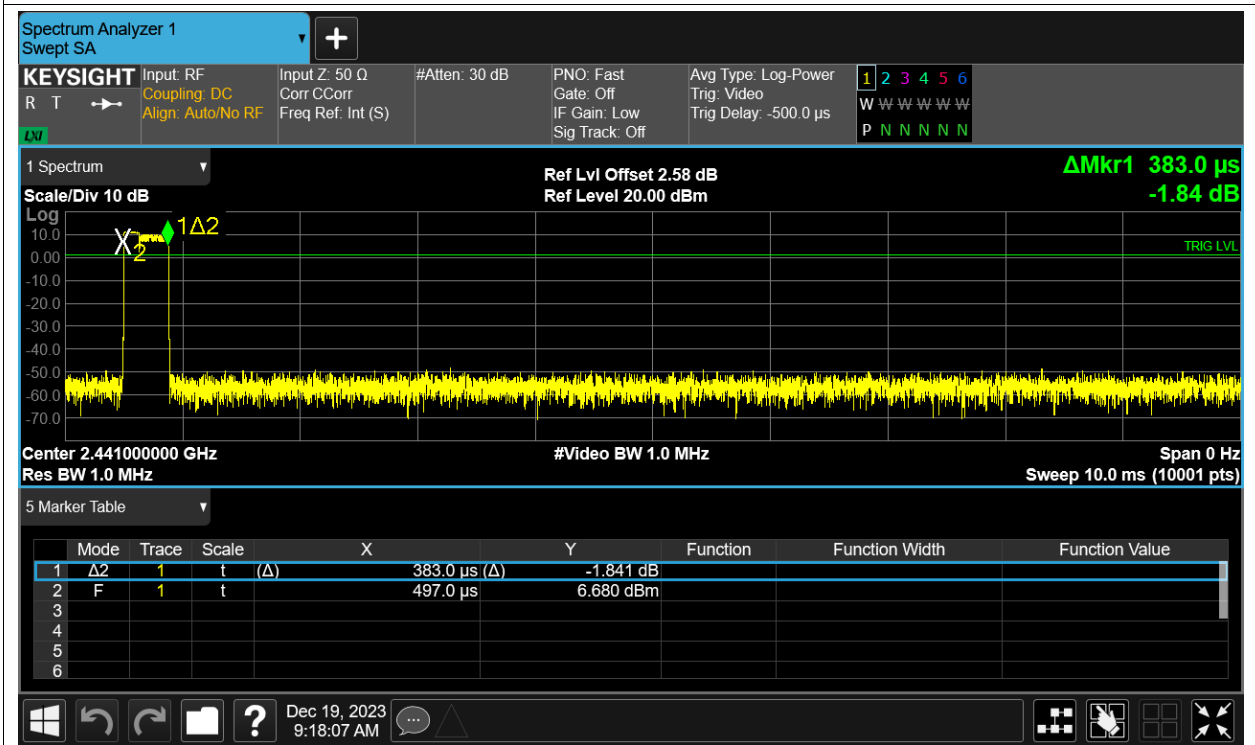 Spectrum Analyzer 1
Swept SA
KEYSIGHT Input: RF Input Z: 50 Ω #Atten: 30 dB PNO: Fast Avg Type: Log-Power 1 2 3 4 5 6
R T Coupling: DC Corr CCorr Gate: Off Trig: Video W W W W W W
Align: Auto/No RF Freq Ref: Int (S) IF Gain: Low Trig Delay: -500.0 µs
LXI Sig Track: Off P N N N N N
1 Spectrum Ref Lvl Offset 2.58 dB ΔMkr1 383.0 µs
Scale/Div 10 dB Ref Level 20.00 dBm -1.84 dB
Log
10.0 X 2 1Δ2
TRIG LVL
0.00
-10.0
-20.0
-30.0
-40.0
-50.0
-60.0
-70.0
Center 2.441000000 GHz #Video BW 1.0 MHz Span 0 Hz
Res BW 1.0 MHz Sweep 10.0 ms (10001 pts)
5 Marker Table
Mode Trace Scale X Y Function Function Width Function Value
1 Δ2 1 t (Δ) 383.0 µs (Δ) -1.841 dB
2 F 1 t 497.0 µs 6.680 dBm
3
4
5
6
? Dec 19, 2023
9:18:07 AM